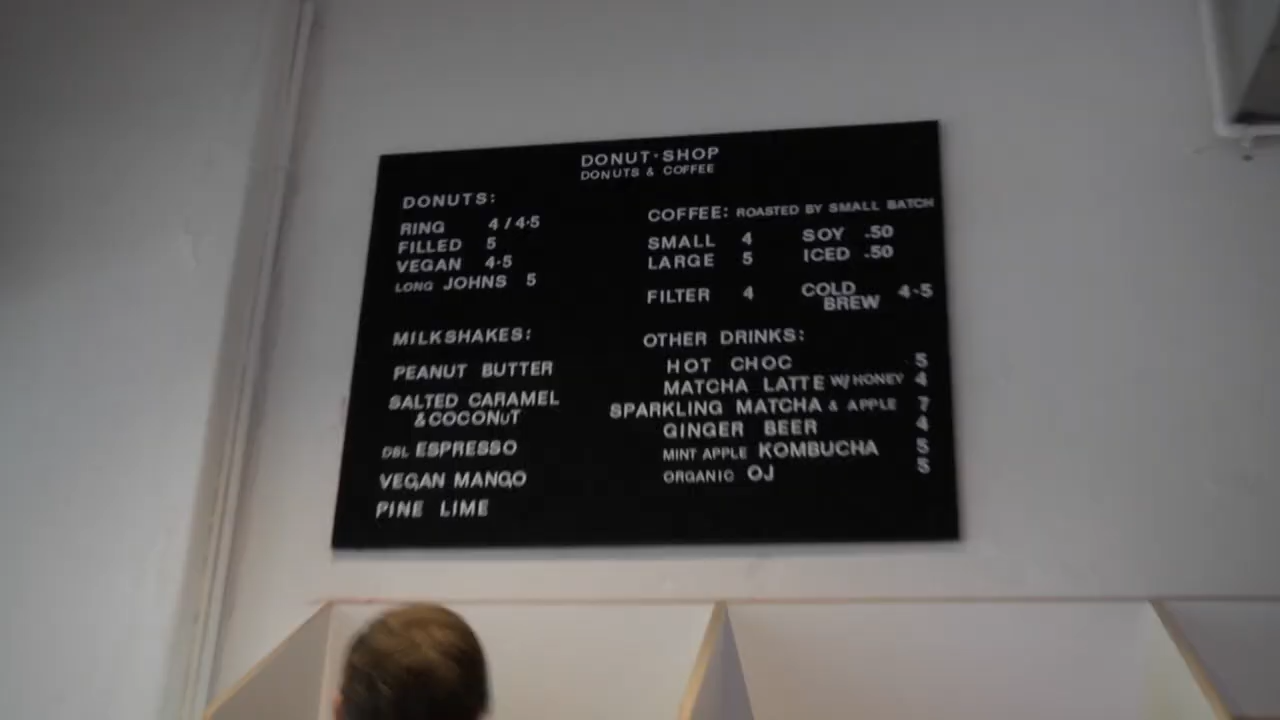 DONUT·SHOP
DONUTS & COFFEE
DONUTS:
RING 4/4·5
FILLED 5
VEGAN 4·5
LONG JOHNS 5
MILKSHAKES:
PEANUT BUTTER
SALTED CARAMEL
&COCONUT
DBL ESPRESSO
VEGAN MANGO
PINE LIME
COFFEE: ROASTED BY SMALL BATCH
SMALL 4 SOY .50
LARGE 5 ICED .50
FILTER 4 COLD
BREW 4·5
OTHER DRINKS:
HOT CHOC 5
MATCHA LATTE W/HONEY 4
SPARKLING MATCHA & APPLE 7
GINGER BEER 4
MINT APPLE KOMBUCHA 5
ORGANIC OJ 5